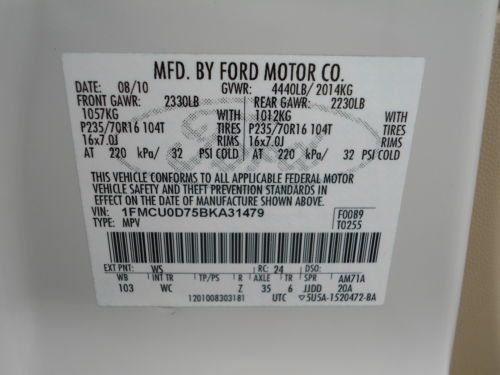 MFD. BY FORD MOTOR CO.
DATE: 08/10 GVWR: 4440LB/ 2014KG
FRONT GAWR: 2330LB REAR GAWR: 2230LB
1057KG WITH 1012KG WITH
P235/70R16 104T TIRES P235/70R16 104T TIRES
16x7.0J RIMS 16x7.0J RIMS
AT 220 kPa/ 32 PSI COLD AT 220 kPa/ 32 PSI COLD
THIS VEHICLE CONFORMS TO ALL APPLICABLE FEDERAL MOTOR
VEHICLE SAFETY AND THEFT PREVENTION STANDARDS IN
EFFECT ON THE DATE OF MANUFACTURE SHOWN ABOVE.
VIN: 1FMCU0D75BKA31479 F0089
TYPE: MPV T0255
EXT PNT: WS RC: 24 DSO:
WB INT TR TP/PS R AXLE TR SPR AM71A
103 WC Z 35 6 JJDD 20A
1201008303181 UTC ▽5U5A-1520472-BA